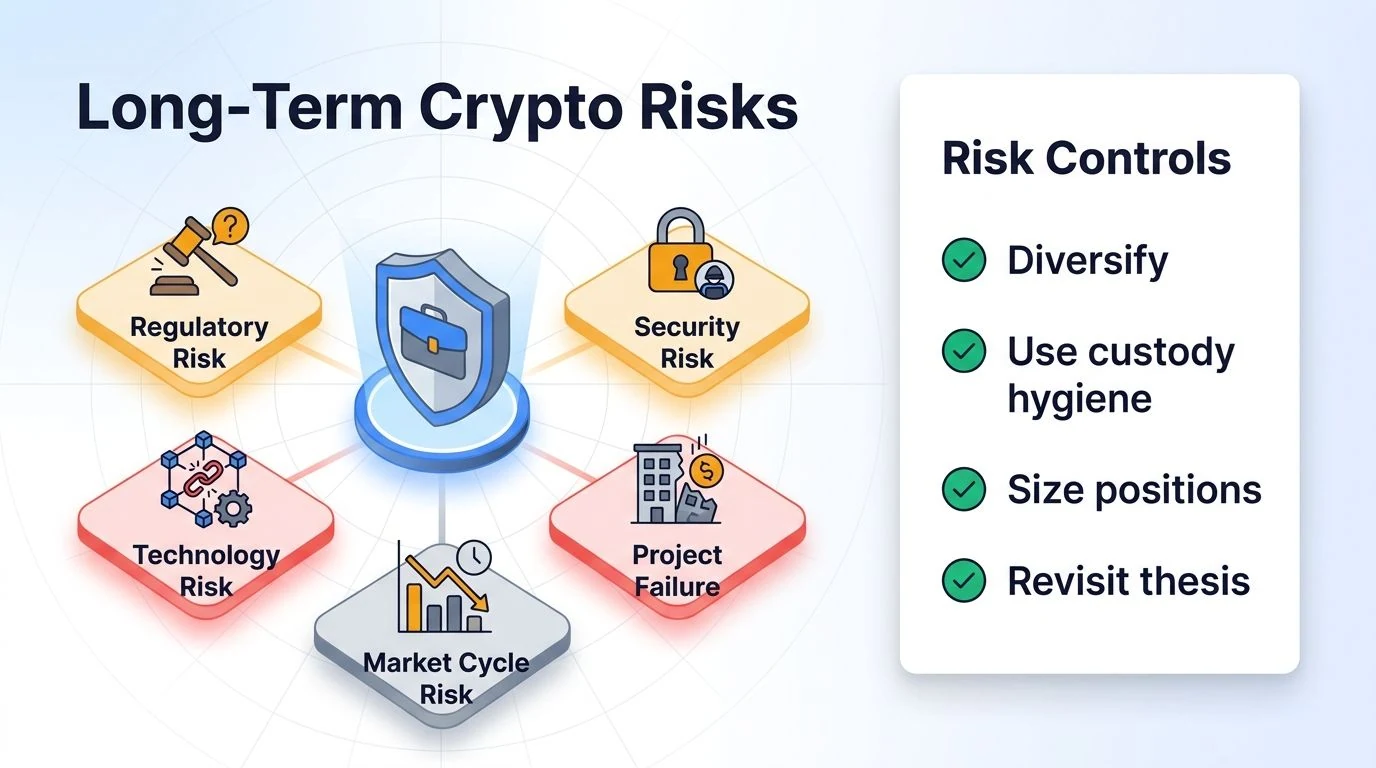 Long-Term Crypto Risks
?
Regulatory
Risk
Security
Risk
Technology
Risk
$
Project
Failure
Market Cycle
Risk
Risk Controls
Diversify
Use custody
hygiene
Size positions
Revisit thesis